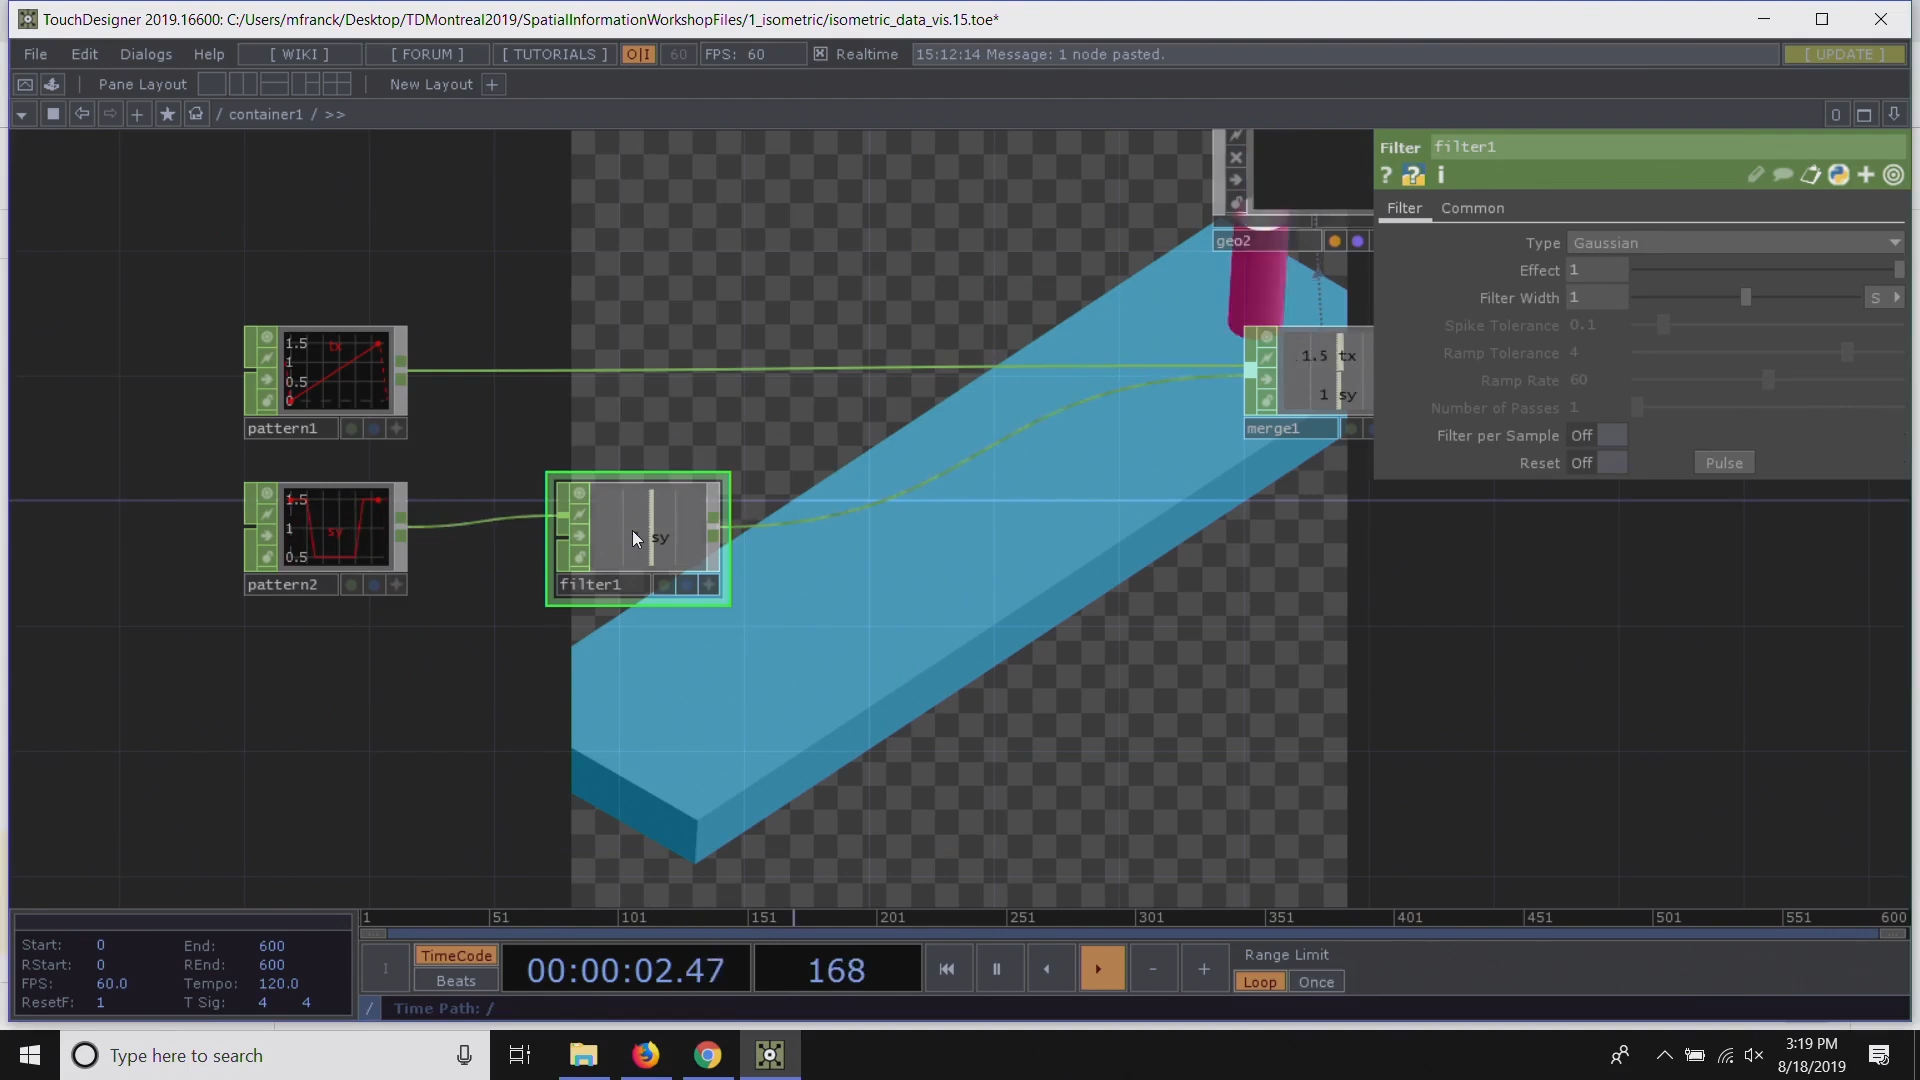 TouchDesigner 2019.16600: C:/Users/mfranck/Desktop/TDMontreal2019/SpatialInformationWorkshopFiles/1_isometric/isometric_data_vis.15.toe*
File Edit Dialogs Help [ WIKI ] [ FORUM ] [ TUTORIALS ] O|I 60 FPS: 60 Realtime 15:12:14 Message: 1 node pasted. [ UPDATE ]
Pane Layout New Layout +
/ container1 / >> 0
Filter filter1
? i
Filter Common
Type Gaussian
geo2
Effect 1
Filter Width 1 S
Spike Tolerance 0.1
Ramp Tolerance 4
Ramp Rate 60
Number of Passes 1
Filter per Sample Off
Reset Off Pulse
1.5 tx
1
0.5
0
pattern1
1.5 tx
1 sy
merge1
1.5
1 sy
0.5
pattern2
sy
filter1
1 51 101 151 201 251 301 351 401 451 501 551 600
Start: 0 End: 600
RStart: 0 REnd: 600
FPS: 60.0 Tempo: 120.0
ResetF: 1 T Sig: 4 4
I TimeCode 00:00:02.47 168 - + Range Limit
Beats Loop Once
/ Time Path: /
Type here to search
3:19 PM
8/18/2019